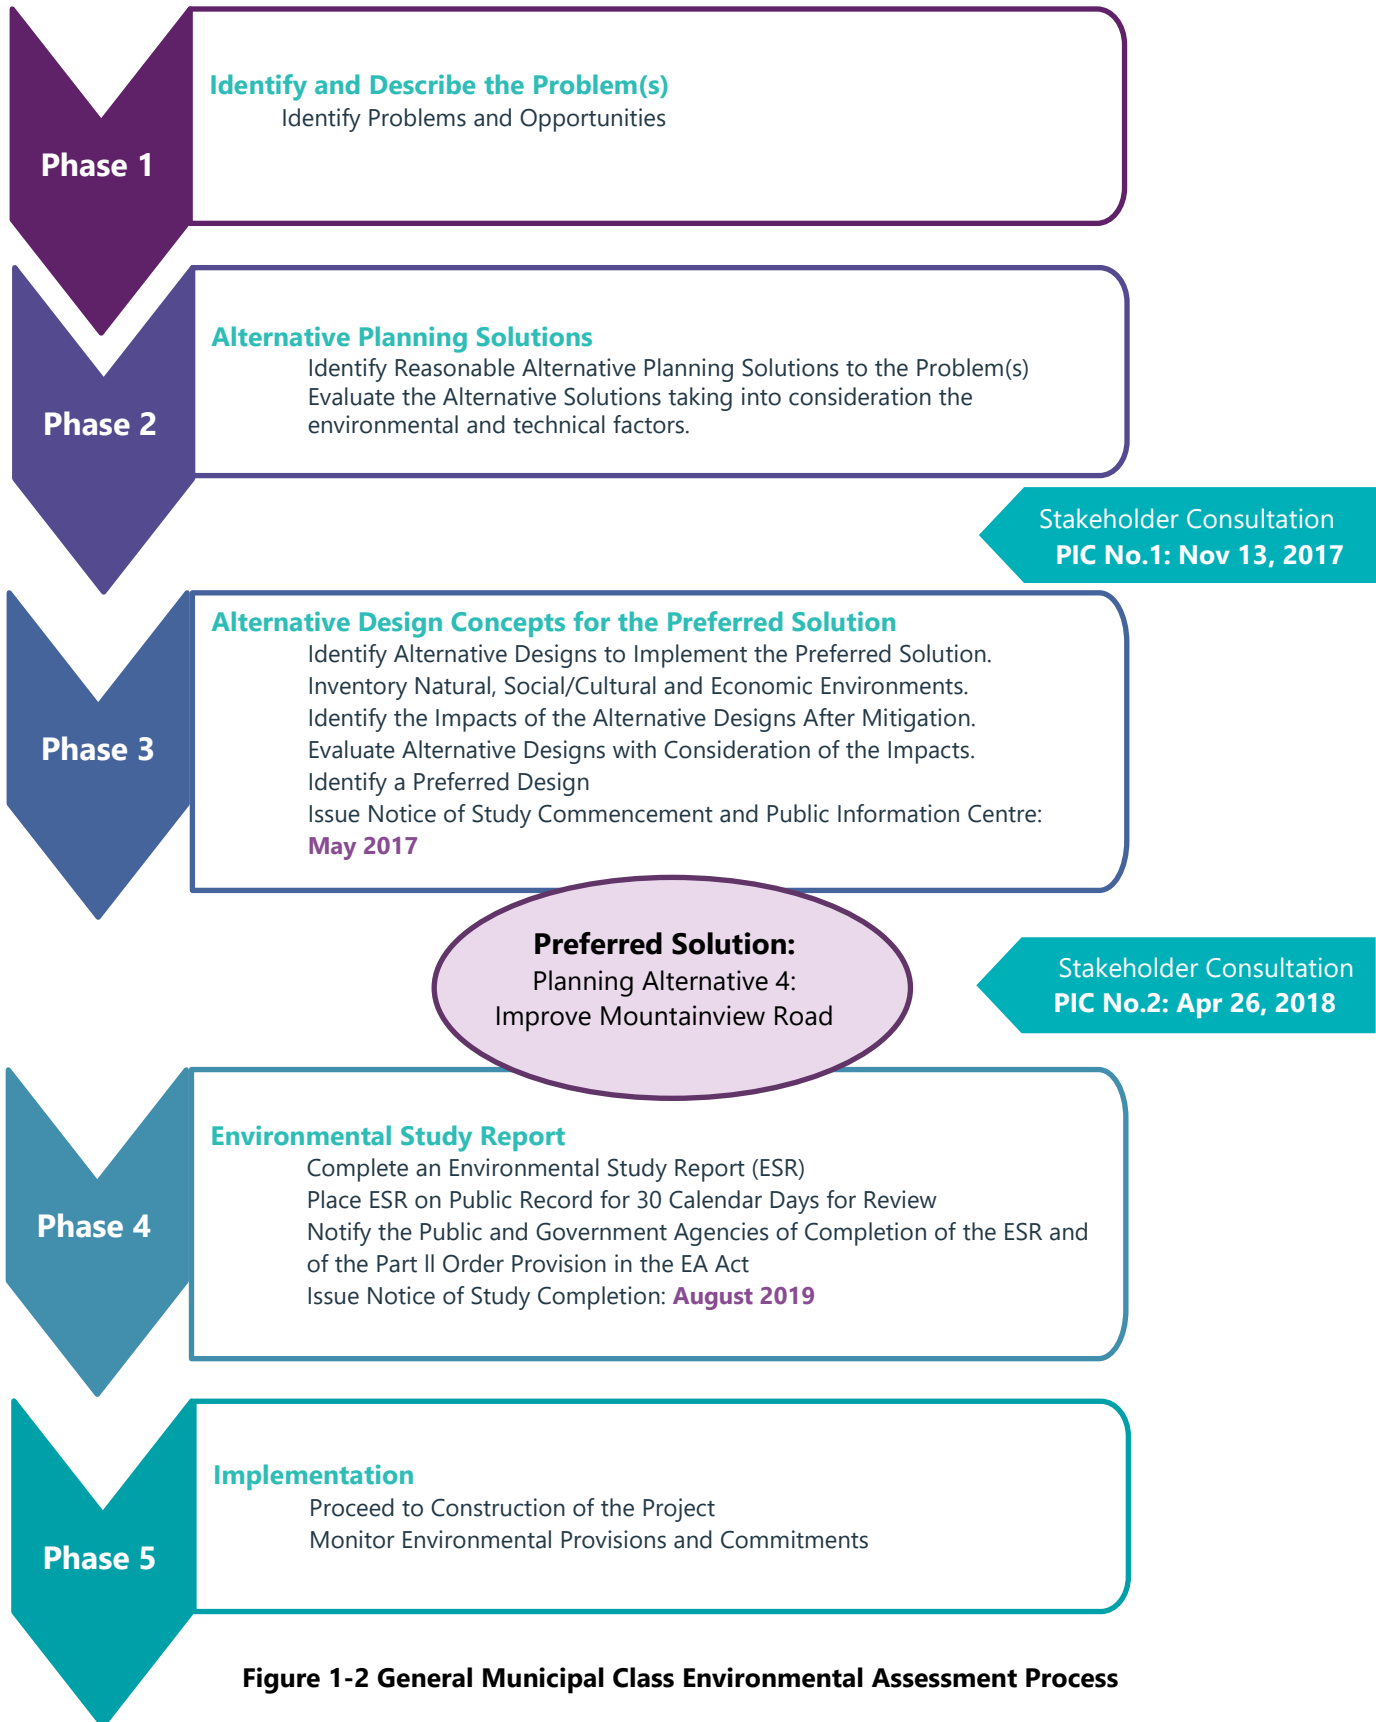 Phase 1
Identify and Describe the Problem(s)
Identify Problems and Opportunities
Phase 2
Alternative Planning Solutions
Identify Reasonable Alternative Planning Solutions to the Problem(s)
Evaluate the Alternative Solutions taking into consideration the
environmental and technical factors.
Stakeholder Consultation
PIC No.1: Nov 13, 2017
Phase 3
Alternative Design Concepts for the Preferred Solution
Identify Alternative Designs to Implement the Preferred Solution.
Inventory Natural, Social/Cultural and Economic Environments.
Identify the Impacts of the Alternative Designs After Mitigation.
Evaluate Alternative Designs with Consideration of the Impacts.
Identify a Preferred Design
Issue Notice of Study Commencement and Public Information Centre:
May 2017
Preferred Solution:
Planning Alternative 4:
Improve Mountainview Road
Stakeholder Consultation
PIC No.2: Apr 26, 2018
Phase 4
Environmental Study Report
Complete an Environmental Study Report (ESR)
Place ESR on Public Record for 30 Calendar Days for Review
Notify the Public and Government Agencies of Completion of the ESR and
of the Part ll Order Provision in the EA Act
Issue Notice of Study Completion: August 2019
Phase 5
Implementation
Proceed to Construction of the Project
Monitor Environmental Provisions and Commitments
Figure 1-2 General Municipal Class Environmental Assessment Process